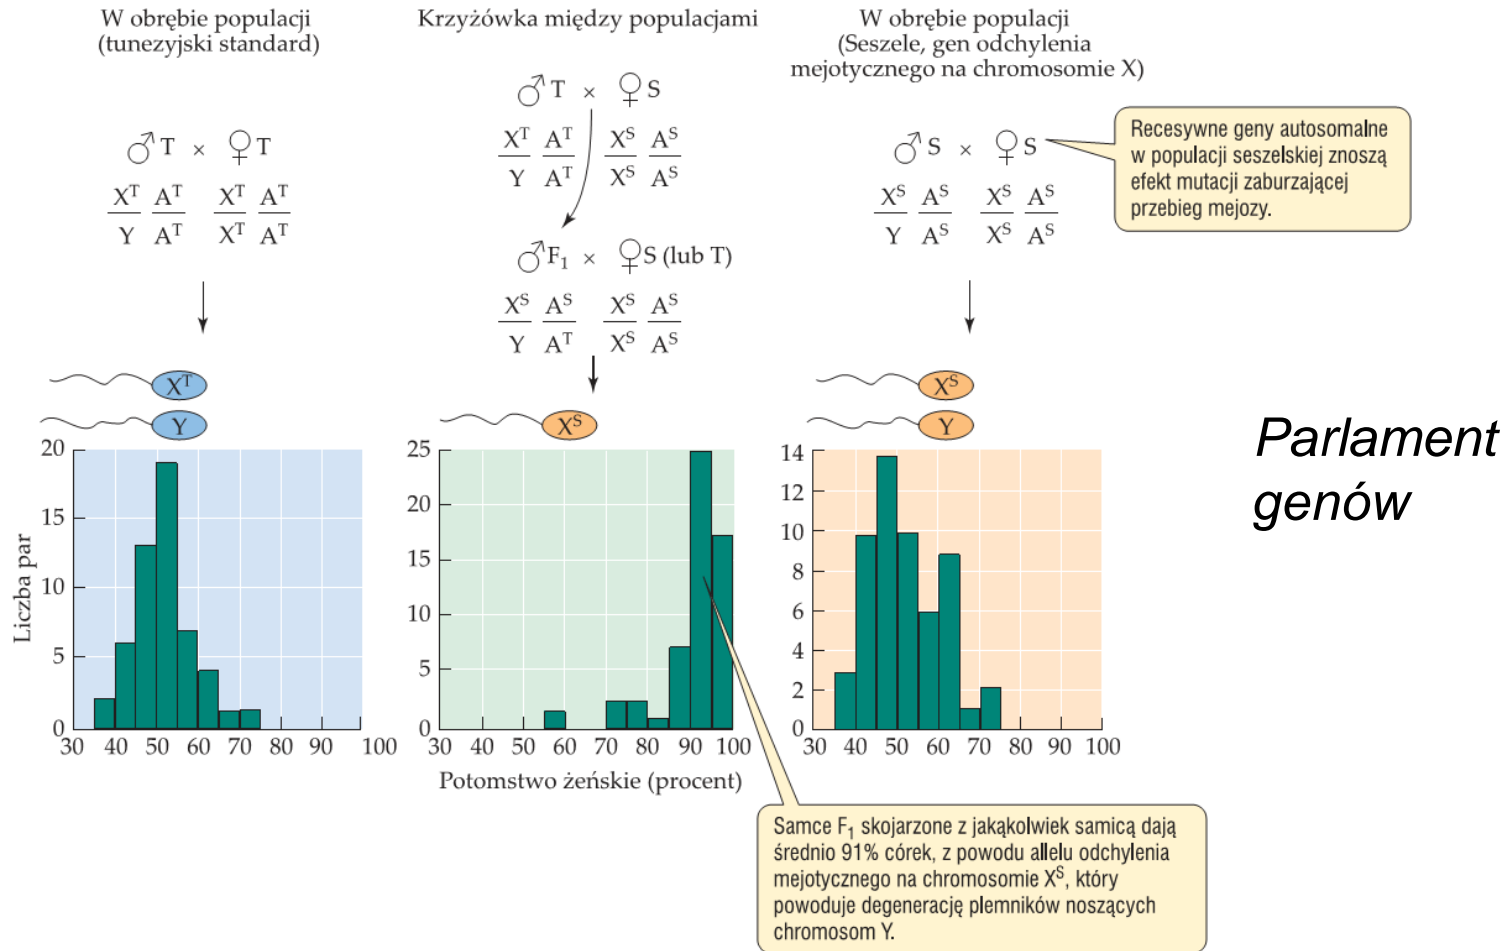 W obrębie populacji
(tunezyjski standard)
♂ T × ♀ T
X^T A^T X^T A^T
Y A^T X^T A^T
X^T
Y
20
15
10
5
0
30 40 50 60 70 80 90 100
Liczba par
Krzyżówka między populacjami
♂ T × ♀ S
X^T A^T X^S A^S
Y A^T X^S A^S
♂ F₁ × ♀ S (lub T)
X^S A^S X^S A^S
Y A^T X^S A^S
X^S
25
20
15
10
5
0
30 40 50 60 70 80 90 100
Potomstwo żeńskie (procent)
W obrębie populacji
(Seszele, gen odchylenia
mejotycznego na chromosomie X)
♂ S × ♀ S
X^S A^S X^S A^S
Y A^S X^S A^S
X^S
Y
14
12
10
8
6
4
2
0
30 40 50 60 70 80 90 100
Recesywne geny autosomalne
w populacji seszelskiej znoszą
efekt mutacji zaburzającej
przebieg mejozy.
Samce F₁ skojarzone z jakąkolwiek samicą dają
średnio 91% córek, z powodu allelu odchylenia
mejotycznego na chromosomie X^S, który
powoduje degenerację plemników noszących
chromosom Y.
Parlament
genów